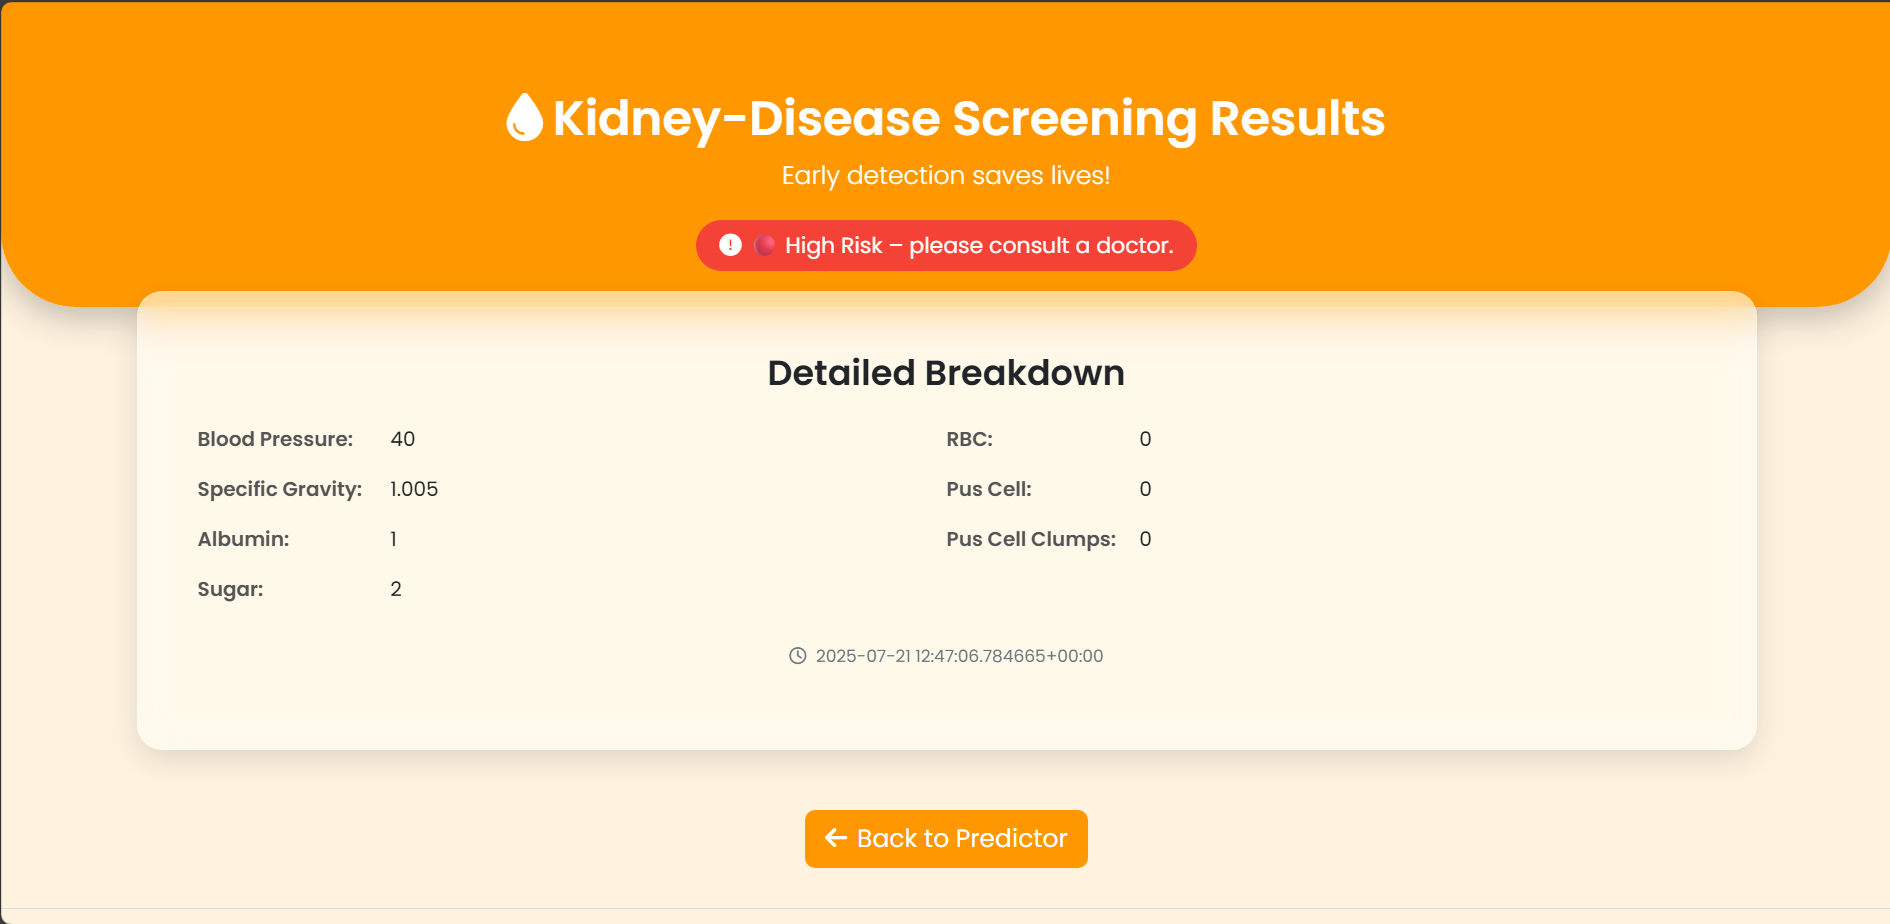 Kidney-Disease Screening Results
Early detection saves lives!
High Risk – please consult a doctor.
Detailed Breakdown
Blood Pressure: 40
Specific Gravity: 1.005
Albumin: 1
Sugar: 2
RBC: 0
Pus Cell: 0
Pus Cell Clumps: 0
2025-07-21 12:47:06.784665+00:00
← Back to Predictor